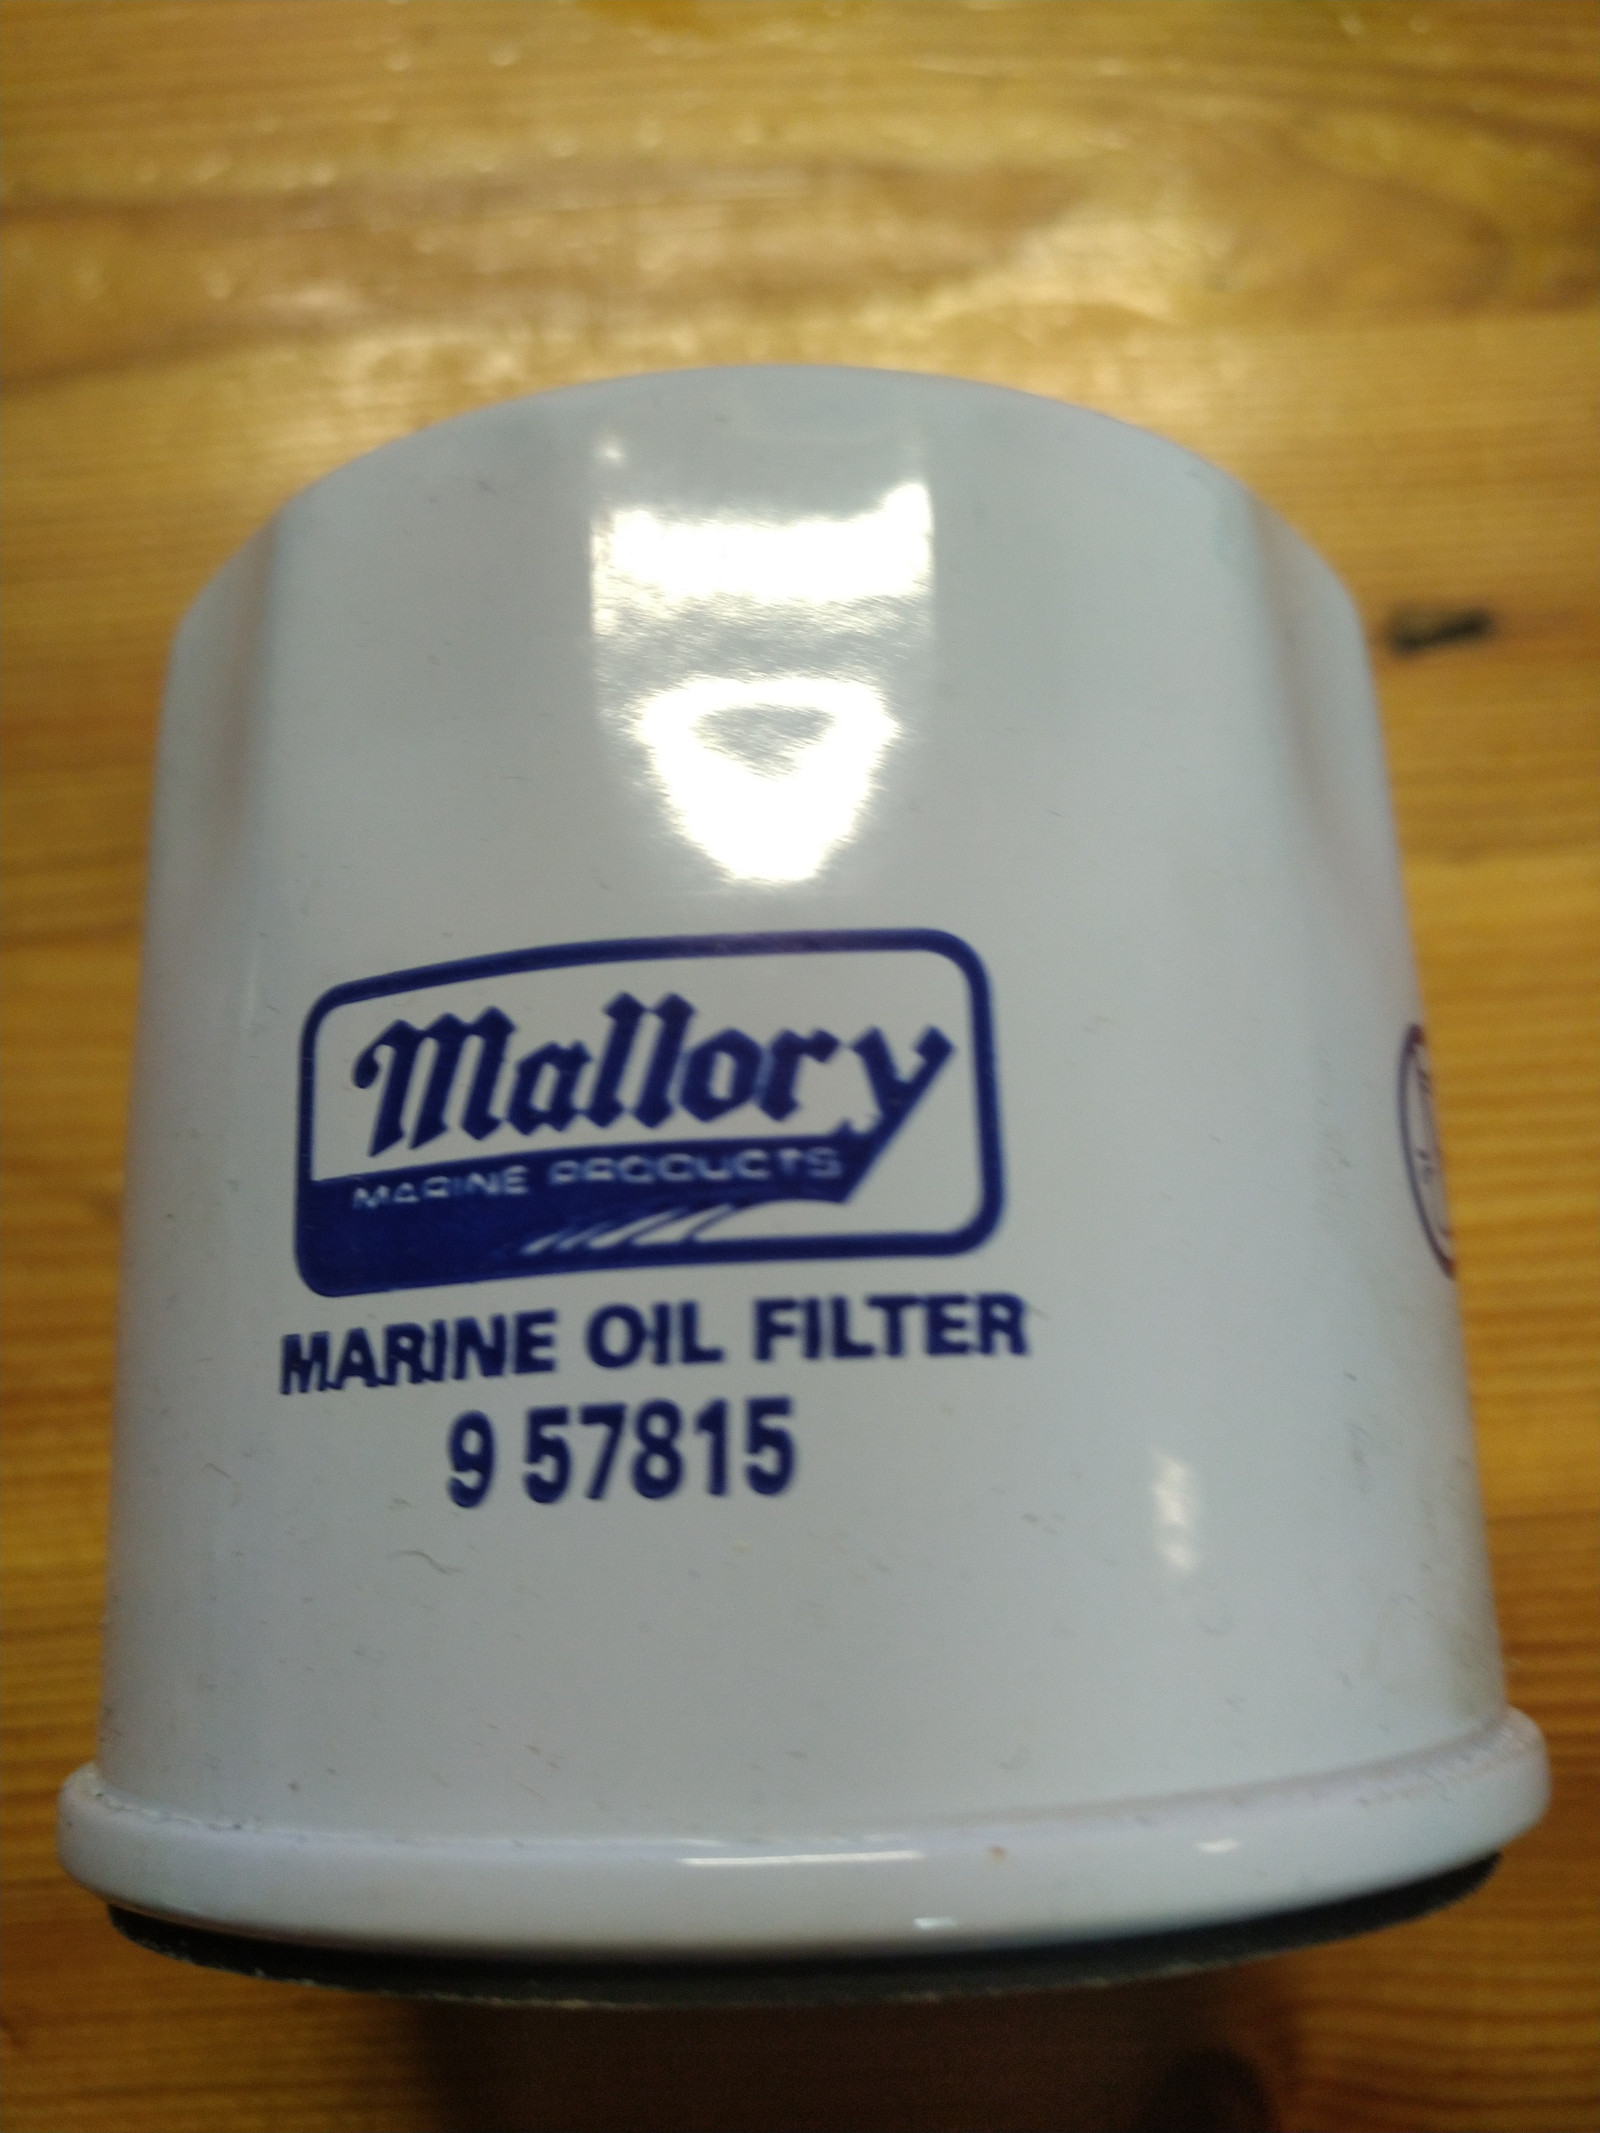 Mallory
MARINE PRODUCTS
MARINE OIL FILTER
9 57815